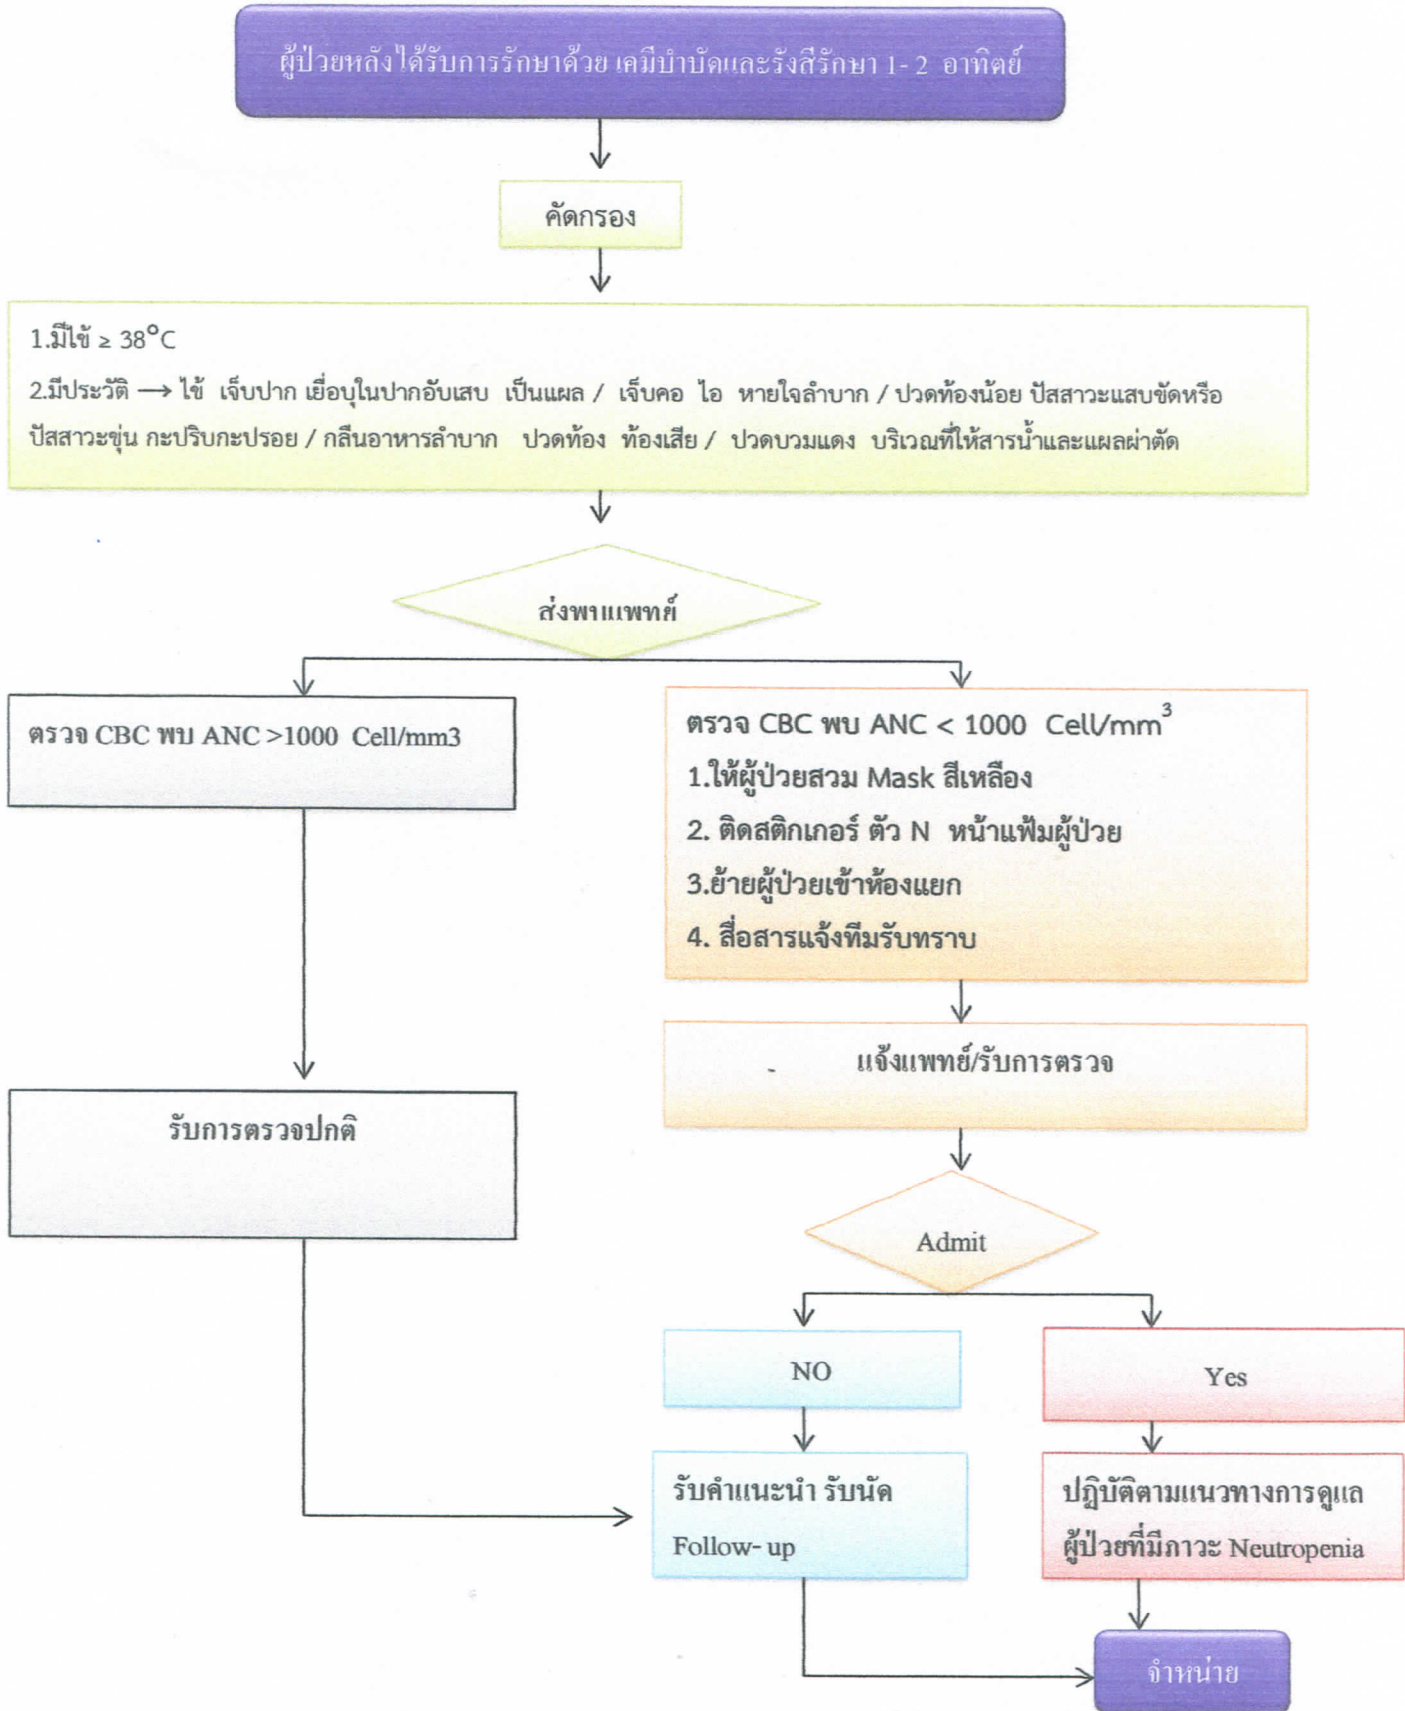 ผู้ป่วยหลังได้รับการรักษาด้วย เคมีบำบัดและรังสีรักษา 1- 2 อาทิตย์
คัดกรอง
1.มีไข้ ≥ 38°C
2.มีประวัติ → ไข้ เจ็บปาก เยื่อบุในปากอับเสบ เป็นแผล / เจ็บคอ ไอ หายใจลำบาก / ปวดท้องน้อย ปัสสาวะแสบขัดหรือ
ปัสสาวะขุ่น กะปริบกะปรอย / กลืนอาหารลำบาก ปวดท้อง ท้องเสีย / ปวดบวมแดง บริเวณที่ให้สารน้ำและแผลผ่าตัด
ส่งพบแพทย์
ตรวจ CBC พบ ANC >1000 Cell/mm3
ตรวจ CBC พบ ANC < 1000 Cell/mm³
1.ให้ผู้ป่วยสวม Mask สีเหลือง
2. ติดสติกเกอร์ ตัว N หน้าแฟ้มผู้ป่วย
3.ย้ายผู้ป่วยเข้าห้องแยก
4. สื่อสารแจ้งทีมรับทราบ
แจ้งแพทย์/รับการตรวจ
รับการตรวจปกติ
Admit
NO
Yes
รับคำแนะนำ รับนัด
Follow- up
ปฏิบัติตามแนวทางการดูแล
ผู้ป่วยที่มีภาวะ Neutropenia
จำหน่าย